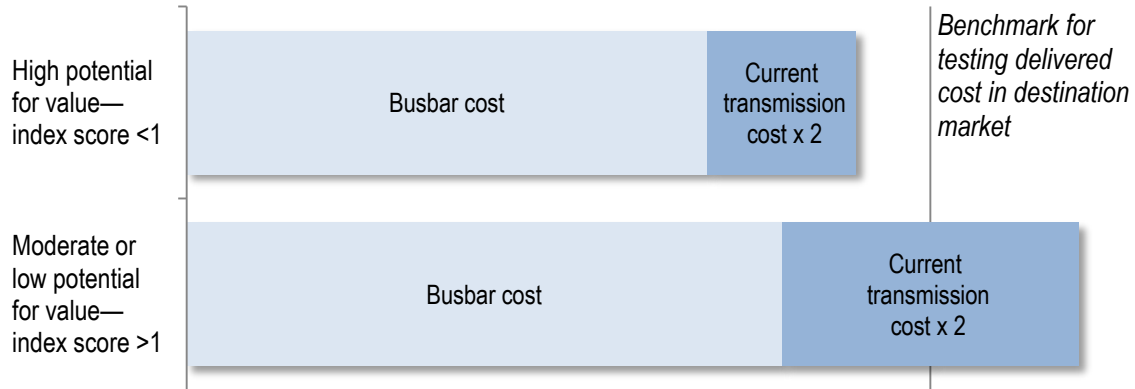 High potential
for value—
index score <1
Busbar cost
Current
transmission
cost x 2
Benchmark for
testing delivered
cost in destination
market
Moderate or
low potential
for value—
index score >1
Busbar cost
Current
transmission
cost x 2